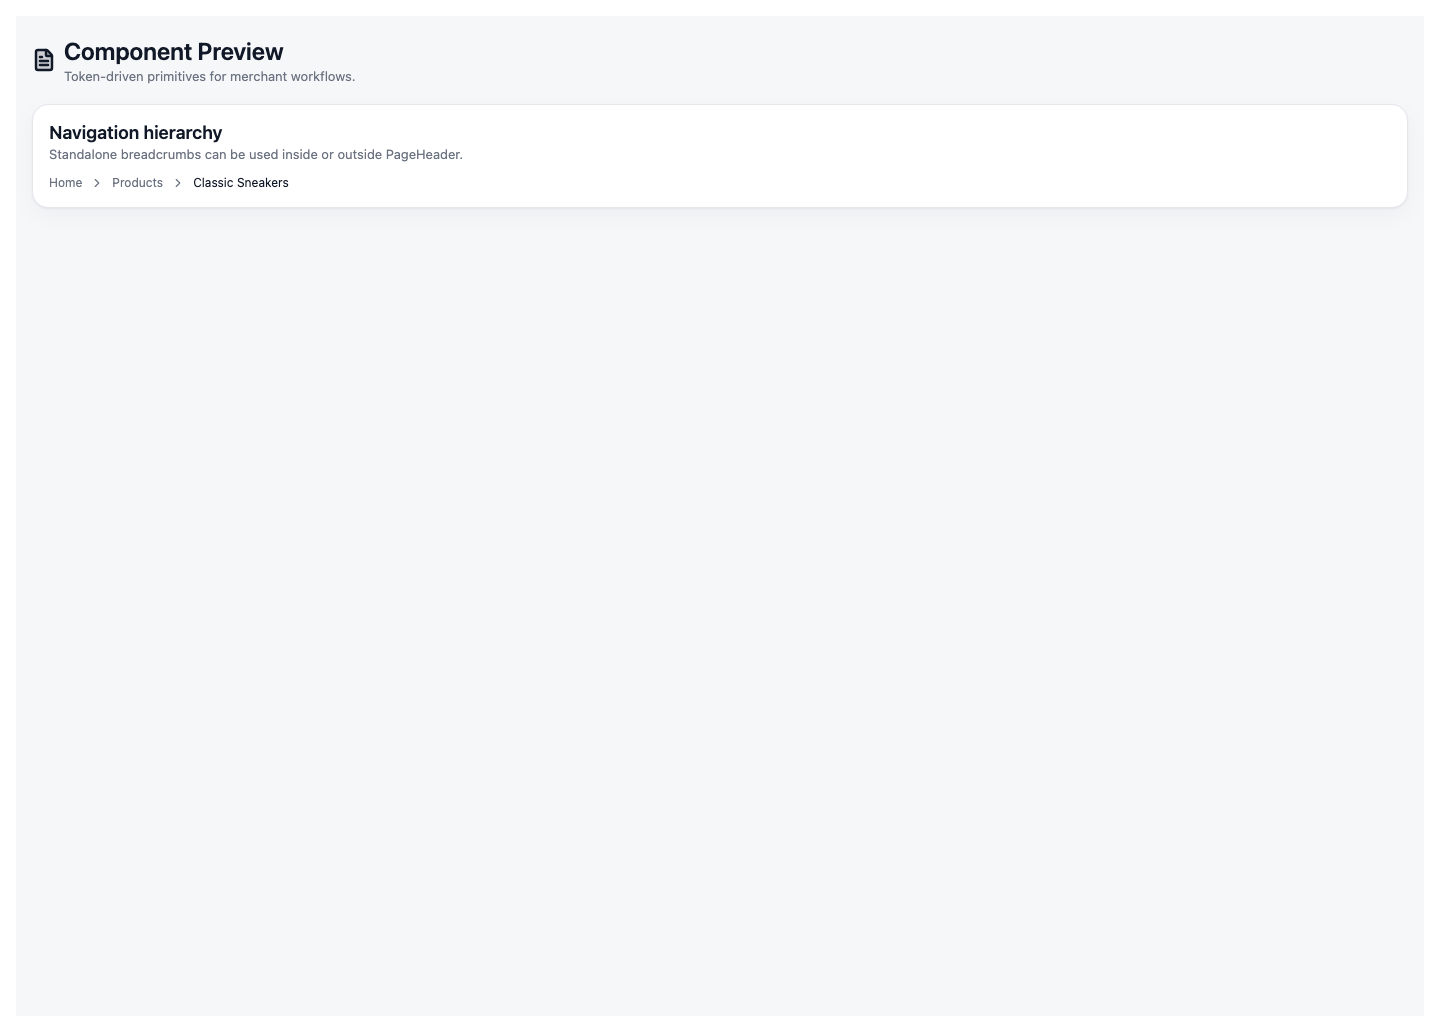 Component Preview
Token-driven primitives for merchant workflows.
Navigation hierarchy
Standalone breadcrumbs can be used inside or outside PageHeader.
Home > Products > Classic Sneakers